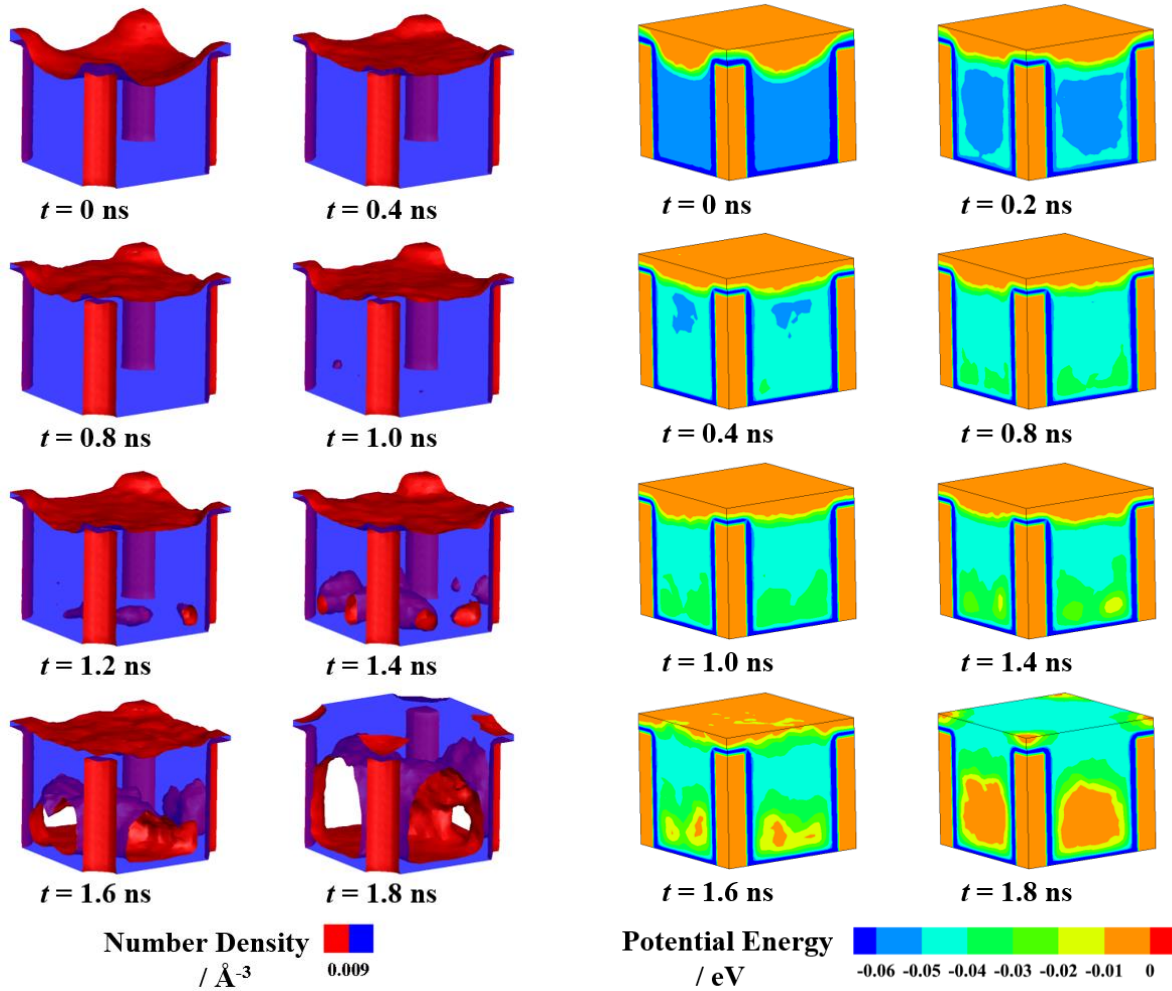 t = 0 ns
t = 0.4 ns
t = 0.8 ns
t = 1.0 ns
t = 1.2 ns
t = 1.4 ns
t = 1.6 ns
t = 1.8 ns
Number Density
/ Å⁻³
0.009
t = 0 ns
t = 0.2 ns
t = 0.4 ns
t = 0.8 ns
t = 1.0 ns
t = 1.4 ns
t = 1.6 ns
t = 1.8 ns
Potential Energy
/ eV
-0.06 -0.05 -0.04 -0.03 -0.02 -0.01 0